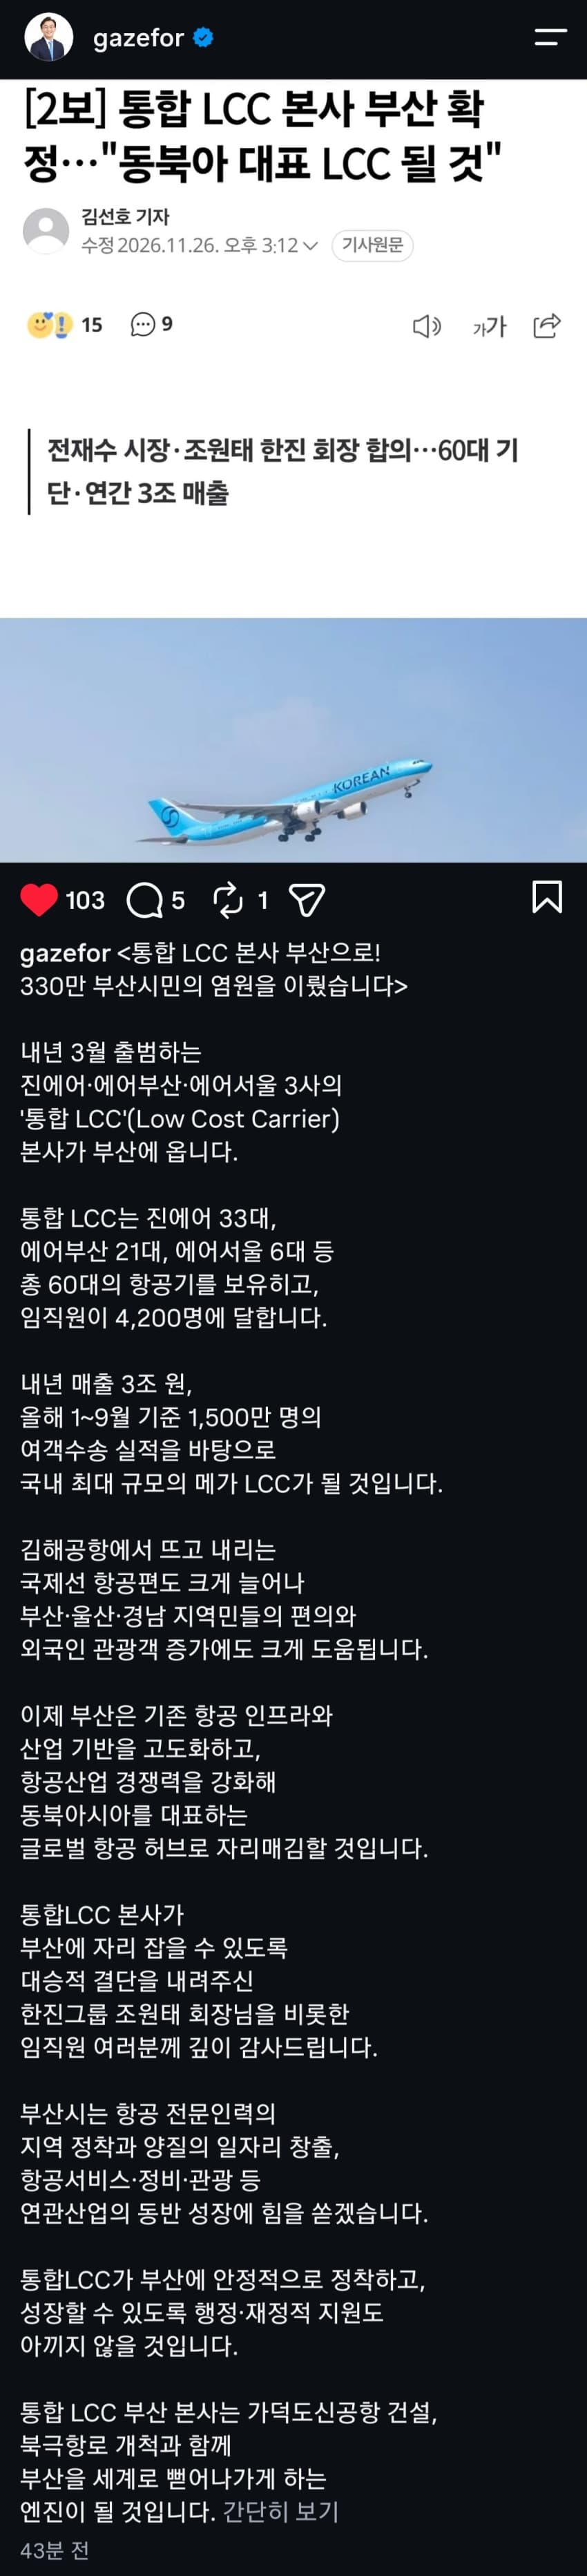 gazefor
[2보] 통합 LCC 본사 부산 확
정…"동북아 대표 LCC 될 것"
김선호 기자
수정 2026.11.26. 오후 3:12
기사원문
15
9
가가
전재수 시장·조원태 한진 회장 합의…60대 기
단·연간 3조 매출
KOREAN
103
5
1
gazefor <통합 LCC 본사 부산으로!
330만 부산시민의 염원을 이뤘습니다>
내년 3월 출범하는
진에어·에어부산·에어서울 3사의
'통합 LCC'(Low Cost Carrier)
본사가 부산에 옵니다.
통합 LCC는 진에어 33대,
에어부산 21대, 에어서울 6대 등
총 60대의 항공기를 보유히고,
임직원이 4,200명에 달합니다.
내년 매출 3조 원,
올해 1~9월 기준 1,500만 명의
여객수송 실적을 바탕으로
국내 최대 규모의 메가 LCC가 될 것입니다.
김해공항에서 뜨고 내리는
국제선 항공편도 크게 늘어나
부산·울산·경남 지역민들의 편의와
외국인 관광객 증가에도 크게 도움됩니다.
이제 부산은 기존 항공 인프라와
산업 기반을 고도화하고,
항공산업 경쟁력을 강화해
동북아시아를 대표하는
글로벌 항공 허브로 자리매김할 것입니다.
통합LCC 본사가
부산에 자리 잡을 수 있도록
대승적 결단을 내려주신
한진그룹 조원태 회장님을 비롯한
임직원 여러분께 깊이 감사드립니다.
부산시는 항공 전문인력의
지역 정착과 양질의 일자리 창출,
항공서비스·정비·관광 등
연관산업의 동반 성장에 힘을 쏟겠습니다.
통합LCC가 부산에 안정적으로 정착하고,
성장할 수 있도록 행정·재정적 지원도
아끼지 않을 것입니다.
통합 LCC 부산 본사는 가덕도신공항 건설,
북극항로 개척과 함께
부산을 세계로 뻗어나가게 하는
엔진이 될 것입니다. 간단히 보기
43분 전